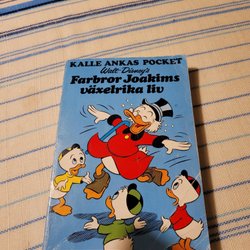 KALLE ANKAS POCKET
Walt Disney's
Farbror Joakims
växelrika liv